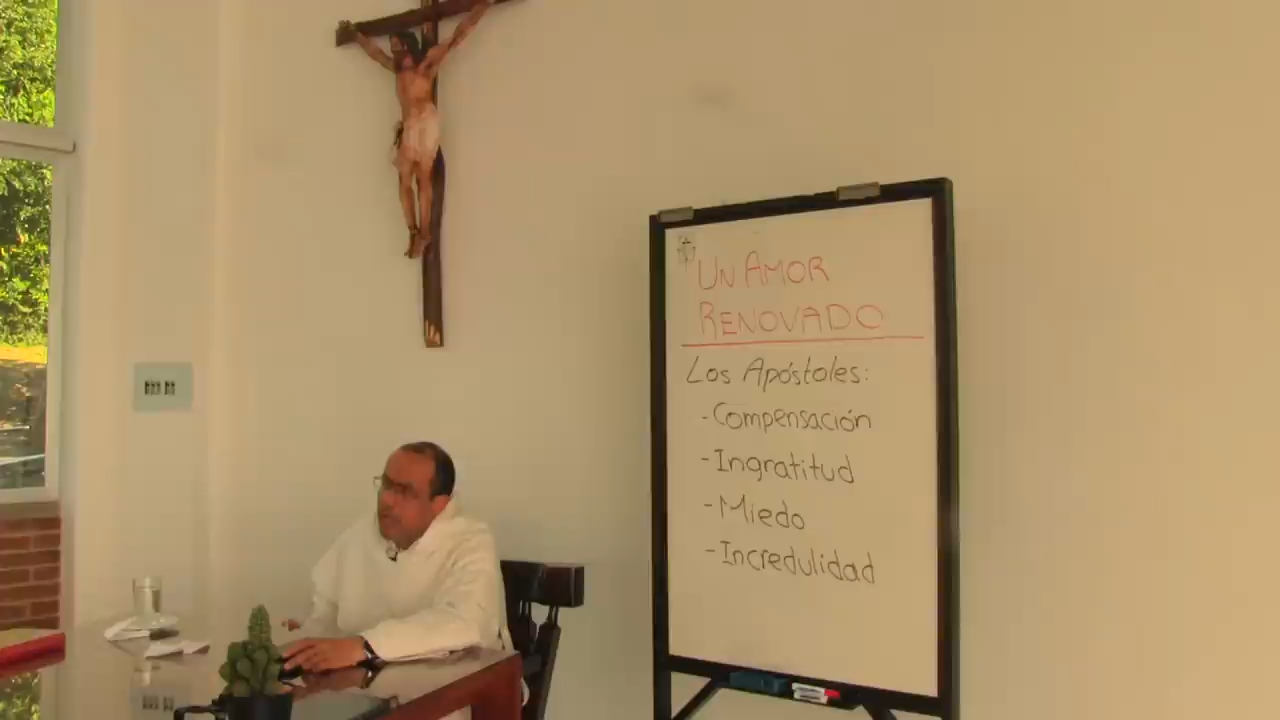 UN AMOR
RENOVADO
Los Apóstoles:
-Compensación
-Ingratitud
-Miedo
-Incredulidad